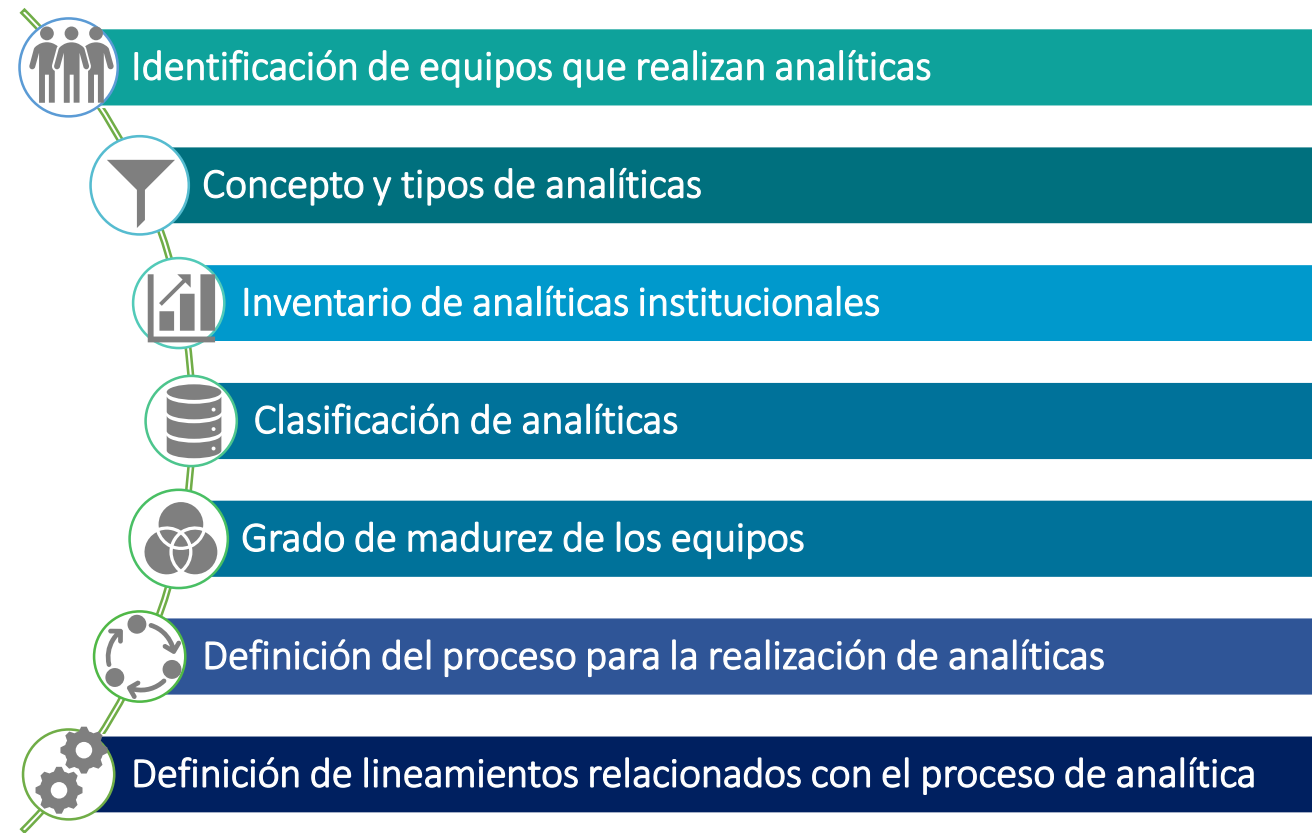 Identificación de equipos que realizan analíticas
Concepto y tipos de analíticas
Inventario de analíticas institucionales
Clasificación de analíticas
Grado de madurez de los equipos
Definición del proceso para la realización de analíticas
Definición de lineamientos relacionados con el proceso de analítica